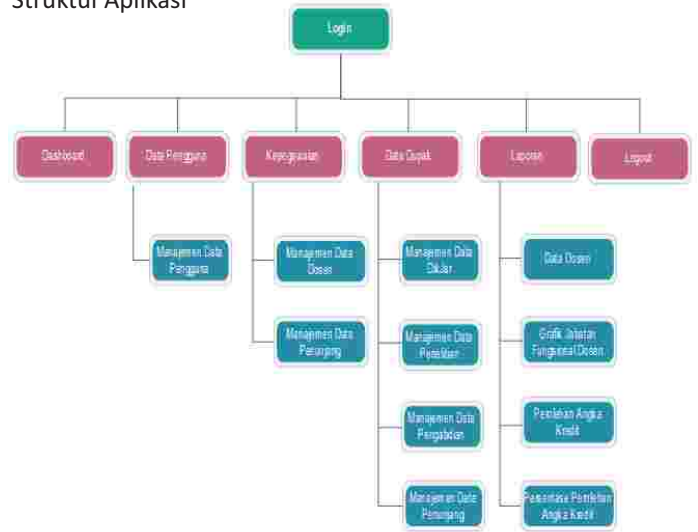 Struktur Aplikasi
Login
Dashboard
Data Pengguna
Kepegawaian
Data Dupak
Laporan
Logout
Manajemen Data
Pengguna
Manajemen Data
Dosen
Manajemen Data
Dikjar
Data Dosen
Manajemen Data
Penunjang
Manajemen Data
Penelitian
Grafik Jabatan
Fungsional Dosen
Manajemen Data
Pengabdian
Perolehan Angka
Kredit
Manajemen Data
Penunjang
Persentase Perolehan
Angka Kredit